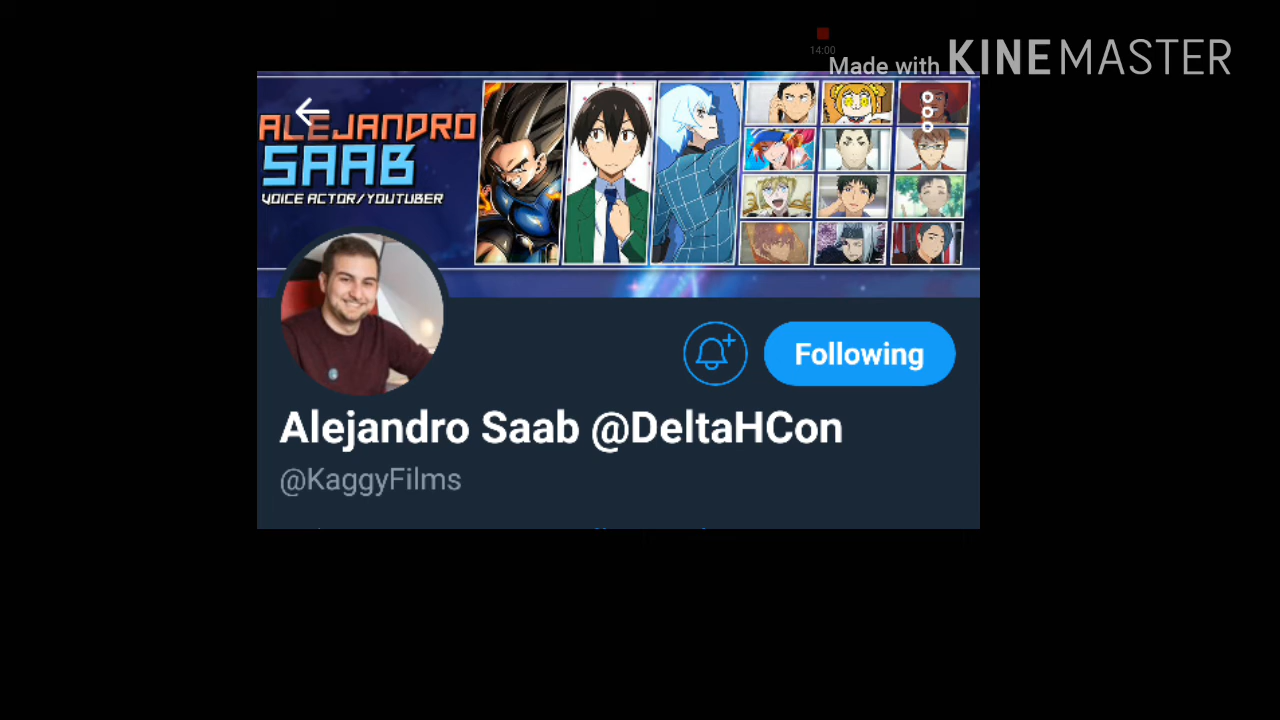 14:00
Made with KINEMASTER
ALEJANDRO
SAAB
VOICE ACTOR/YOUTUBER
Following
Alejandro Saab @DeltaHCon
@KaggyFilms